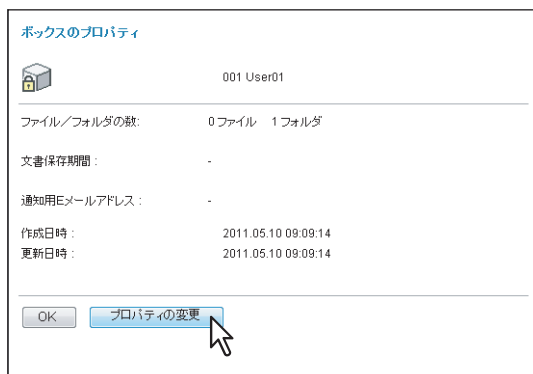 ボックスのプロパティ
001 User01
ファイル／フォルダの数: 0ファイル 1フォルダ
文書保存期間 : -
通知用Eメールアドレス : -
作成日時 : 2011.05.10 09:09:14
更新日時 : 2011.05.10 09:09:14
OK プロパティの変更